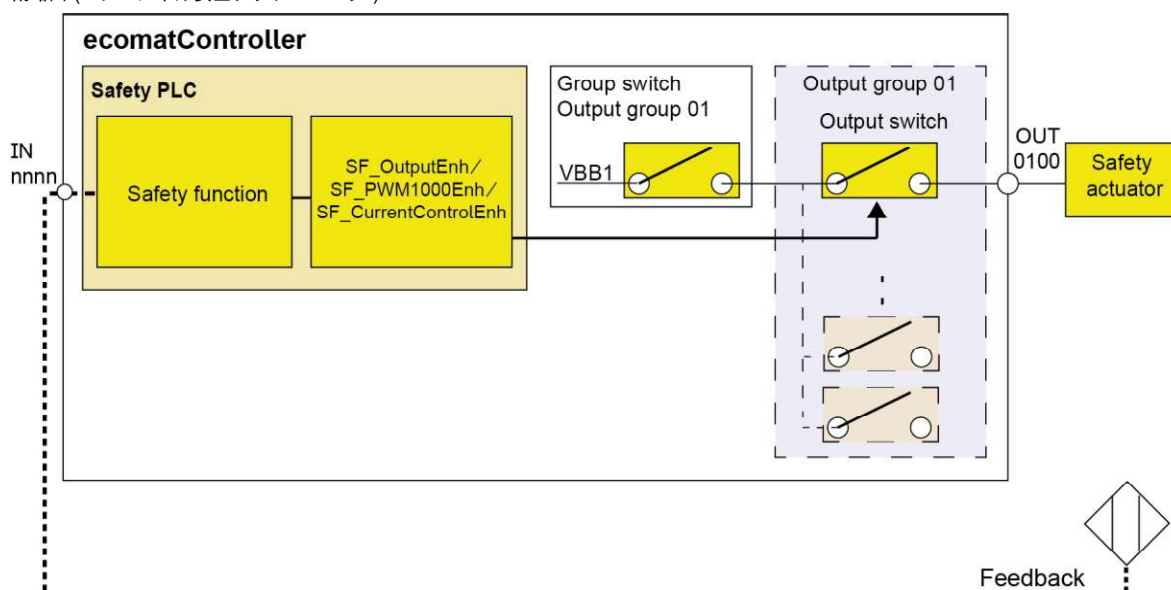 ecomatController
Safety PLC
Safety function
SF_OutputEnh/
SF_PWM1000Enh/
SF_CurrentControlEnh
Group switch
Output group 01
VBB1
Output group 01
Output switch
IN
nnnn
OUT
0100
Safety
actuator
Feedback